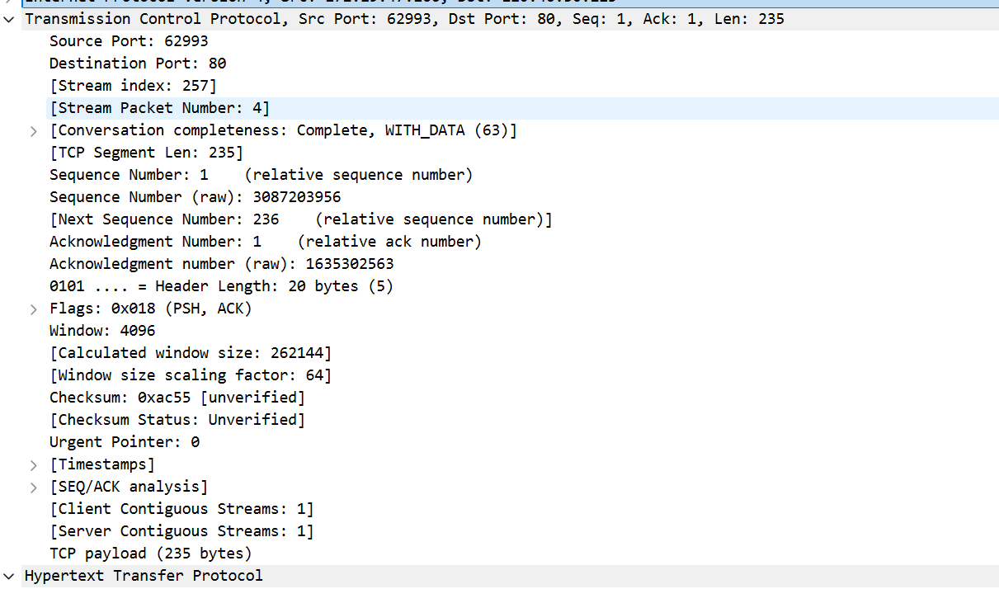 Transmission Control Protocol, Src Port: 62993, Dst Port: 80, Seq: 1, Ack: 1, Len: 235
Source Port: 62993
Destination Port: 80
[Stream index: 257]
[Stream Packet Number: 4]
[Conversation completeness: Complete, WITH_DATA (63)]
[TCP Segment Len: 235]
Sequence Number: 1    (relative sequence number)
Sequence Number (raw): 3087203956
[Next Sequence Number: 236    (relative sequence number)]
Acknowledgment Number: 1    (relative ack number)
Acknowledgment number (raw): 1635302563
0101 .... = Header Length: 20 bytes (5)
Flags: 0x018 (PSH, ACK)
Window: 4096
[Calculated window size: 262144]
[Window size scaling factor: 64]
Checksum: 0xac55 [unverified]
[Checksum Status: Unverified]
Urgent Pointer: 0
[Timestamps]
[SEQ/ACK analysis]
[Client Contiguous Streams: 1]
[Server Contiguous Streams: 1]
TCP payload (235 bytes)
Hypertext Transfer Protocol